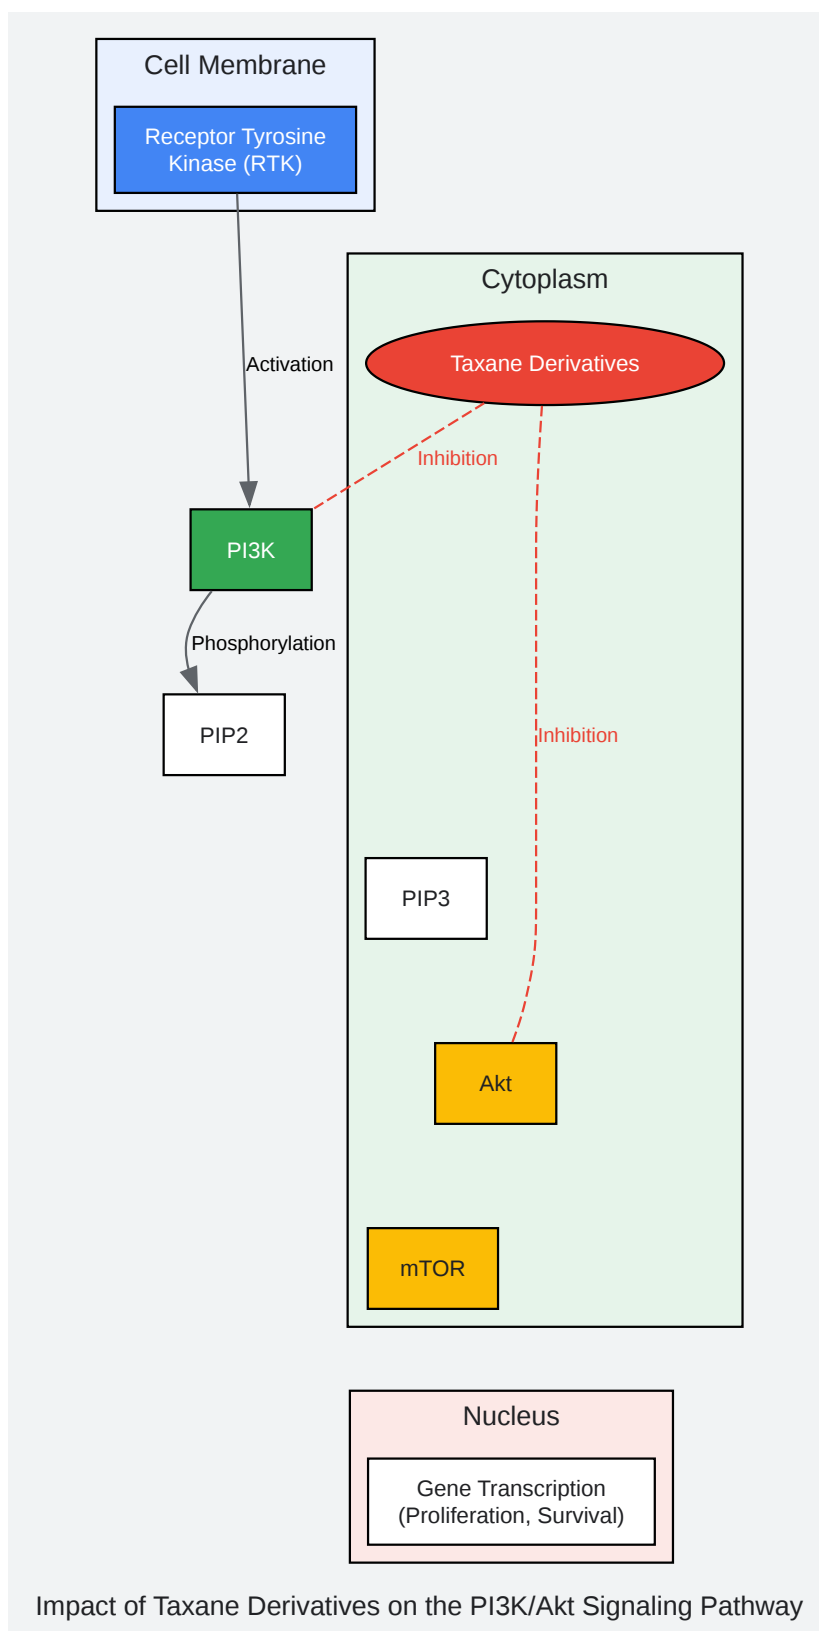 Cell Membrane
Receptor Tyrosine
Kinase (RTK)
Cytoplasm
Taxane Derivatives
Activation
Inhibition
PI3K
Phosphorylation
PIP2
Inhibition
PIP3
Akt
mTOR
Nucleus
Gene Transcription
(Proliferation, Survival)
Impact of Taxane Derivatives on the PI3K/Akt Signaling Pathway